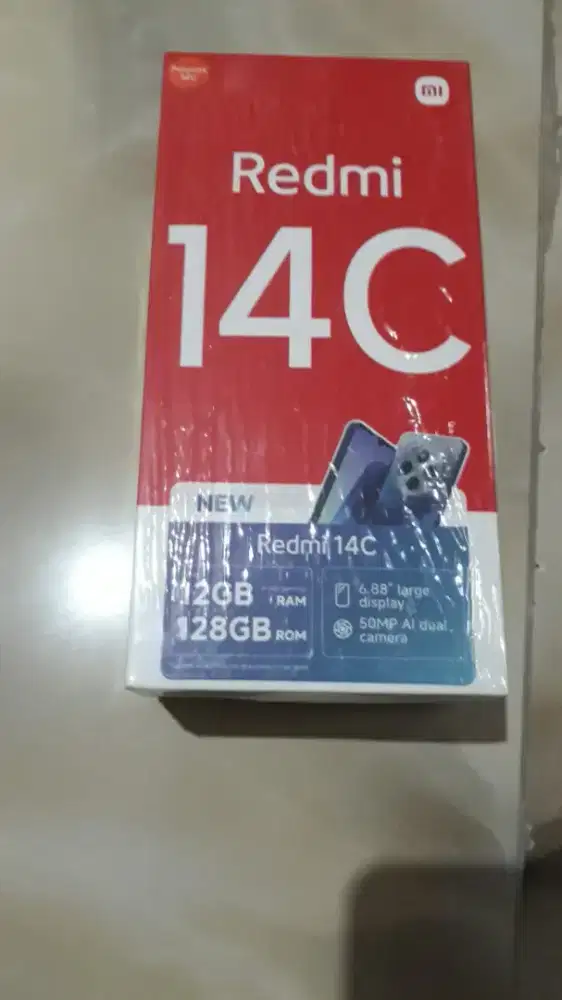 mi
Redmi
14C
NEW
Redmi 14C
12GB RAM
128GB ROM
6.88" large
display
50MP AI dual
camera